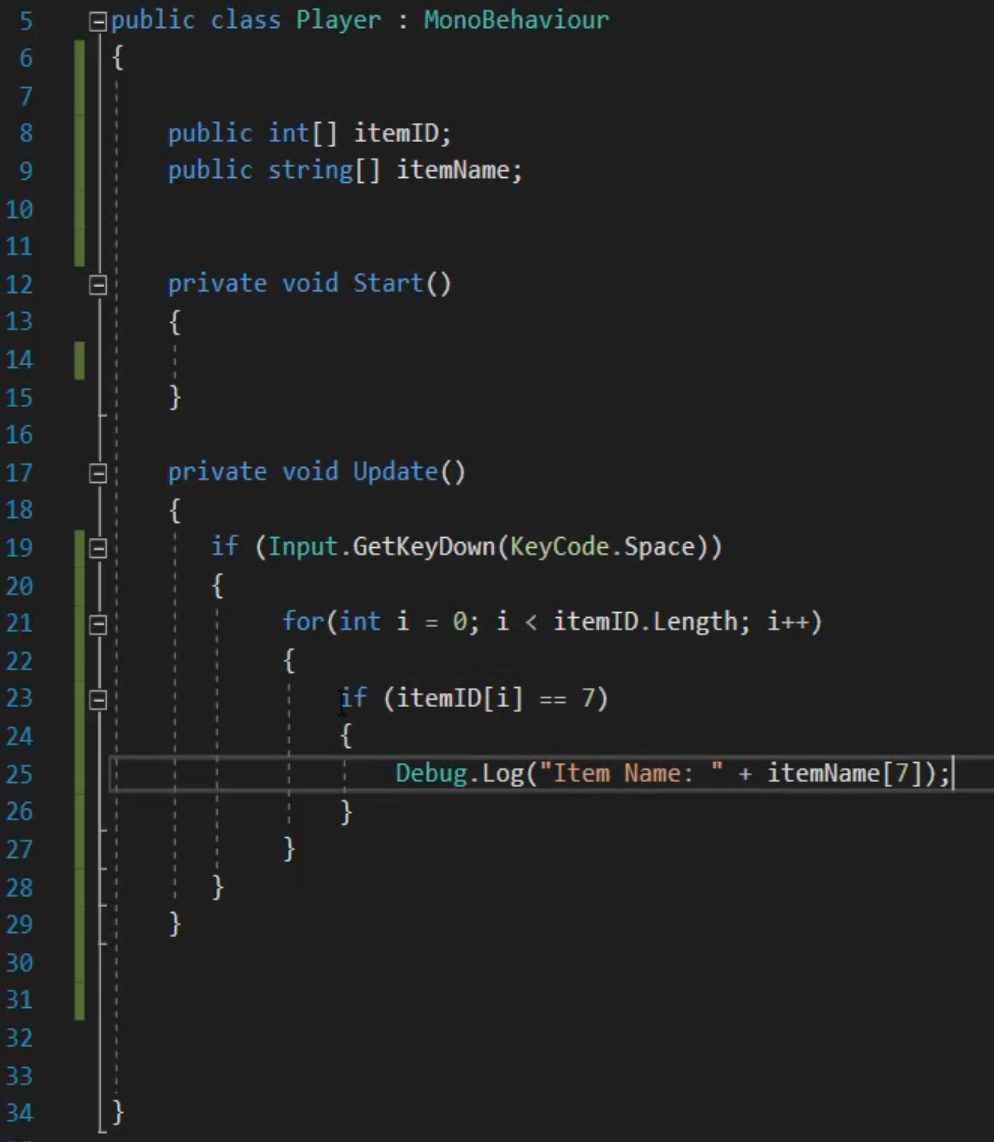 5 public class Player : MonoBehaviour
6 {
7
8 public int[] itemID;
9 public string[] itemName;
10
11
12 private void Start()
13 {
14
15 }
16
17 private void Update()
18 {
19 if (Input.GetKeyDown(KeyCode.Space))
20 {
21 for(int i = 0; i < itemID.Length; i++)
22 {
23 if (itemID[i] == 7)
24 {
25 Debug.Log("Item Name: " + itemName[7]);
26 }
27 }
28 }
29 }
30
31
32
33
34 }